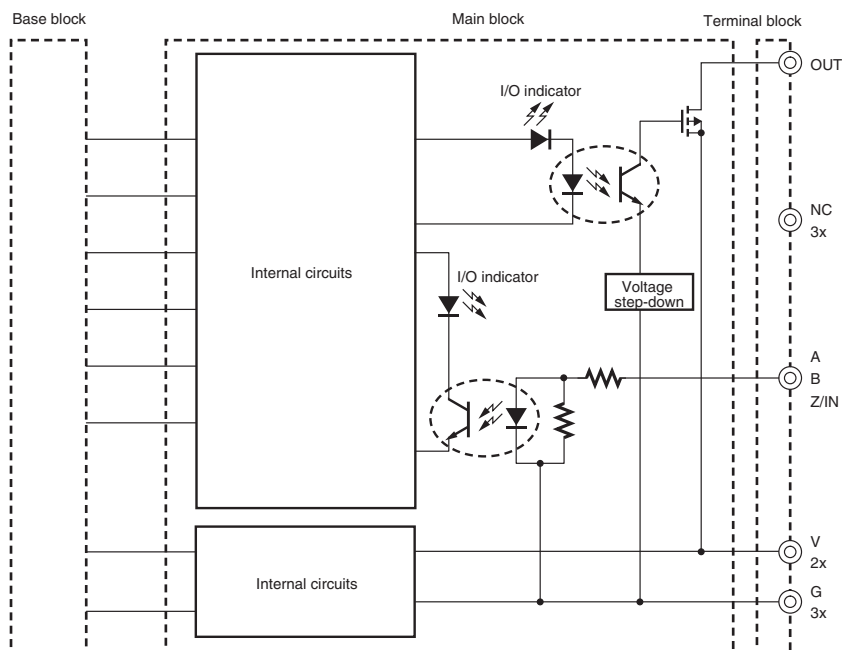 Base block
Main block
Terminal block
OUT
I/O indicator
NC
3x
Internal circuits
I/O indicator
Voltage
step-down
A
B
Z/IN
V
2x
Internal circuits
G
3x